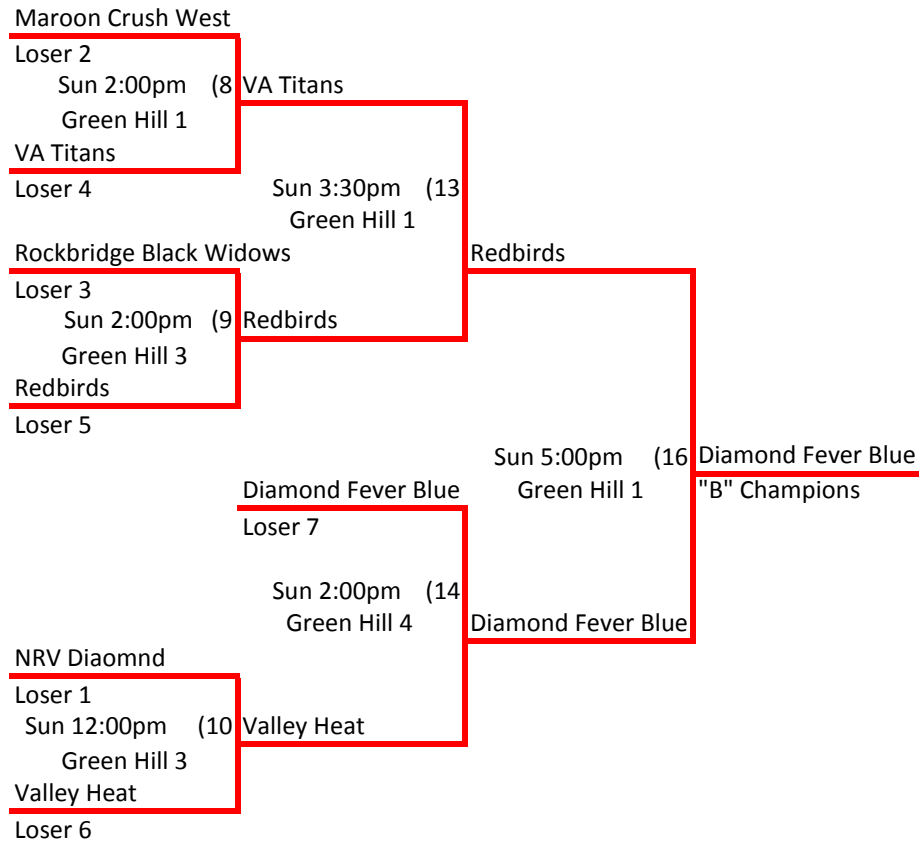 Maroon Crush West
Loser 2
Sun 2:00pm (8 VA Titans
Green Hill 1
VA Titans
Loser 4 Sun 3:30pm (13
Green Hill 1
Rockbridge Black Widows Redbirds
Loser 3
Sun 2:00pm (9 Redbirds
Green Hill 3
Redbirds
Loser 5
Sun 5:00pm (16 Diamond Fever Blue
Diamond Fever Blue Green Hill 1 "B" Champions
Loser 7
Sun 2:00pm (14
Green Hill 4 Diamond Fever Blue
NRV Diaomnd
Loser 1
Sun 12:00pm (10 Valley Heat
Green Hill 3
Valley Heat
Loser 6